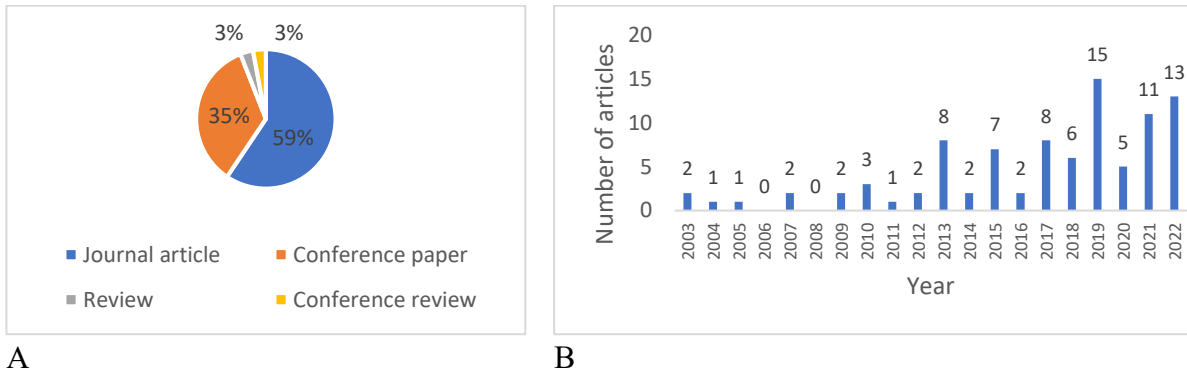 3% 3%
35%
59%
Journal article Conference paper
Review Conference review
A
Number of articles
20
15
10
5
0
2 1 1 0 2 0 2 3 1 2 8 2 7 2 8 6 15 5 11 13
2003 2004 2005 2006 2007 2008 2009 2010 2011 2012 2013 2014 2015 2016 2017 2018 2019 2020 2021 2022
Year
B